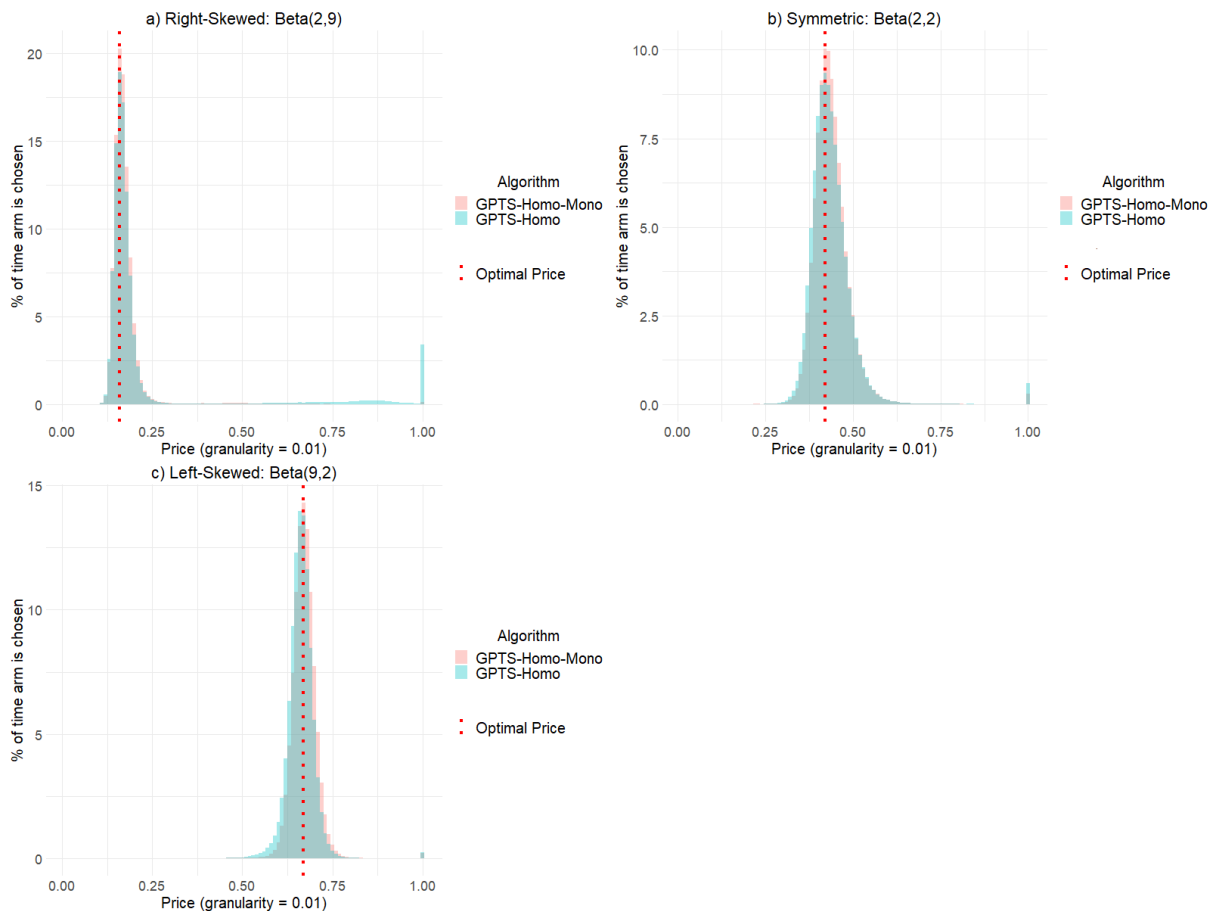 a) Right-Skewed: Beta(2,9)
20
15
10
5
0
% of time arm is chosen
0.00 0.25 0.50 0.75 1.00
Price (granularity = 0.01)
Algorithm
GPTS-Homo-Mono
GPTS-Homo
Optimal Price
b) Symmetric: Beta(2,2)
10.0
7.5
5.0
2.5
0.0
% of time arm is chosen
0.00 0.25 0.50 0.75 1.00
Price (granularity = 0.01)
Algorithm
GPTS-Homo-Mono
GPTS-Homo
Optimal Price
c) Left-Skewed: Beta(9,2)
15
10
5
0
% of time arm is chosen
0.00 0.25 0.50 0.75 1.00
Price (granularity = 0.01)
Algorithm
GPTS-Homo-Mono
GPTS-Homo
Optimal Price